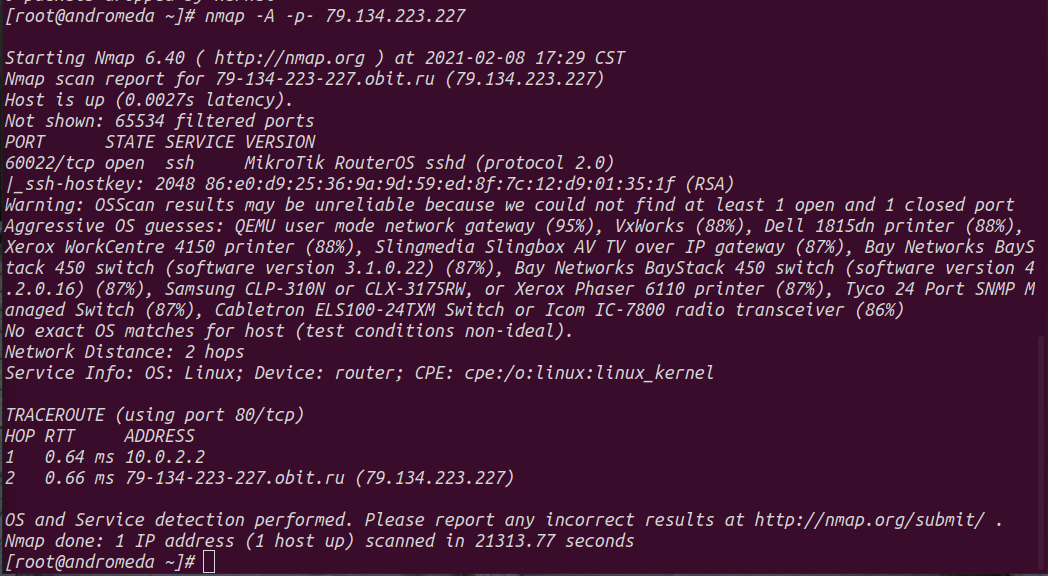 [root@andromeda ~]# nmap -A -p- 79.134.223.227
Starting Nmap 6.40 ( http://nmap.org ) at 2021-02-08 17:29 CST
Nmap scan report for 79-134-223-227.obit.ru (79.134.223.227)
Host is up (0.0027s latency).
Not shown: 65534 filtered ports
PORT      STATE SERVICE VERSION
60022/tcp open  ssh     MikroTik RouterOS sshd (protocol 2.0)
|_ssh-hostkey: 2048 86:e0:d9:25:36:9a:9d:59:ed:8f:7c:12:d9:01:35:1f (RSA)
Warning: OSScan results may be unreliable because we could not find at least 1 open and 1 closed port
Aggressive OS guesses: QEMU user mode network gateway (95%), VxWorks (88%), Dell 1815dn printer (88%),
Xerox WorkCentre 4150 printer (88%), Slingmedia Slingbox AV TV over IP gateway (87%), Bay Networks BayS
tack 450 switch (software version 3.1.0.22) (87%), Bay Networks BayStack 450 switch (software version 4
.2.0.16) (87%), Samsung CLP-310N or CLX-3175RW, or Xerox Phaser 6110 printer (87%), Tyco 24 Port SNMP M
anaged Switch (87%), Cabletron ELS100-24TXM Switch or Icom IC-7800 radio transceiver (86%)
No exact OS matches for host (test conditions non-ideal).
Network Distance: 2 hops
Service Info: OS: Linux; Device: router; CPE: cpe:/o:linux:linux_kernel
TRACEROUTE (using port 80/tcp)
HOP RTT     ADDRESS
1   0.64 ms 10.0.2.2
2   0.66 ms 79-134-223-227.obit.ru (79.134.223.227)
OS and Service detection performed. Please report any incorrect results at http://nmap.org/submit/ .
Nmap done: 1 IP address (1 host up) scanned in 21313.77 seconds
[root@andromeda ~]#